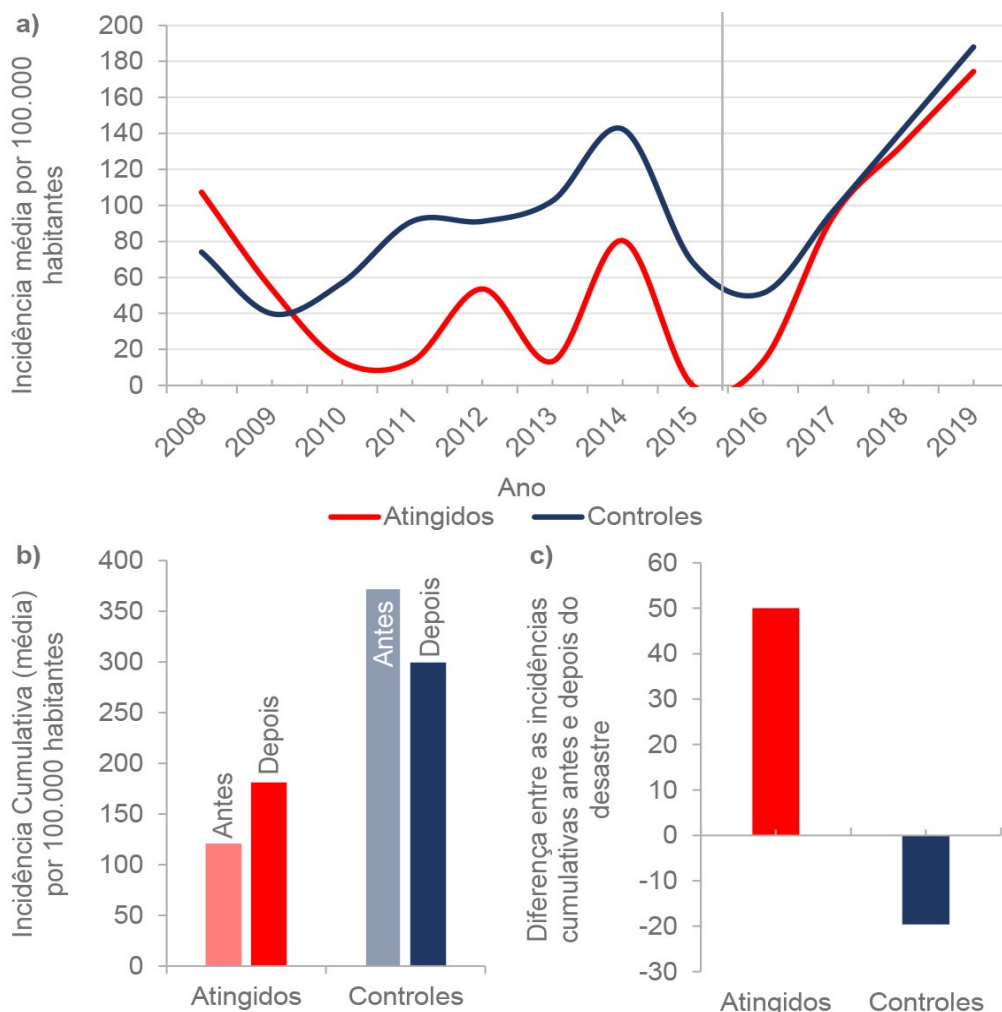 a)
Incidência média por 100.000
habitantes
200
180
160
140
120
100
80
60
40
20
0
2008
2009
2010
2011
2012
2013
2014
2015
2016
2017
2018
2019
Ano
Atingidos
Controles
b)
Incidência Cumulativa (média)
por 100.000 habitantes
400
350
300
250
200
150
100
50
0
Antes
Depois
Antes
Depois
Atingidos
Controles
c)
Diferença entre as incidências
cumulativas antes e depois do
desastre
60
50
40
30
20
10
0
-10
-20
-30
Atingidos
Controles